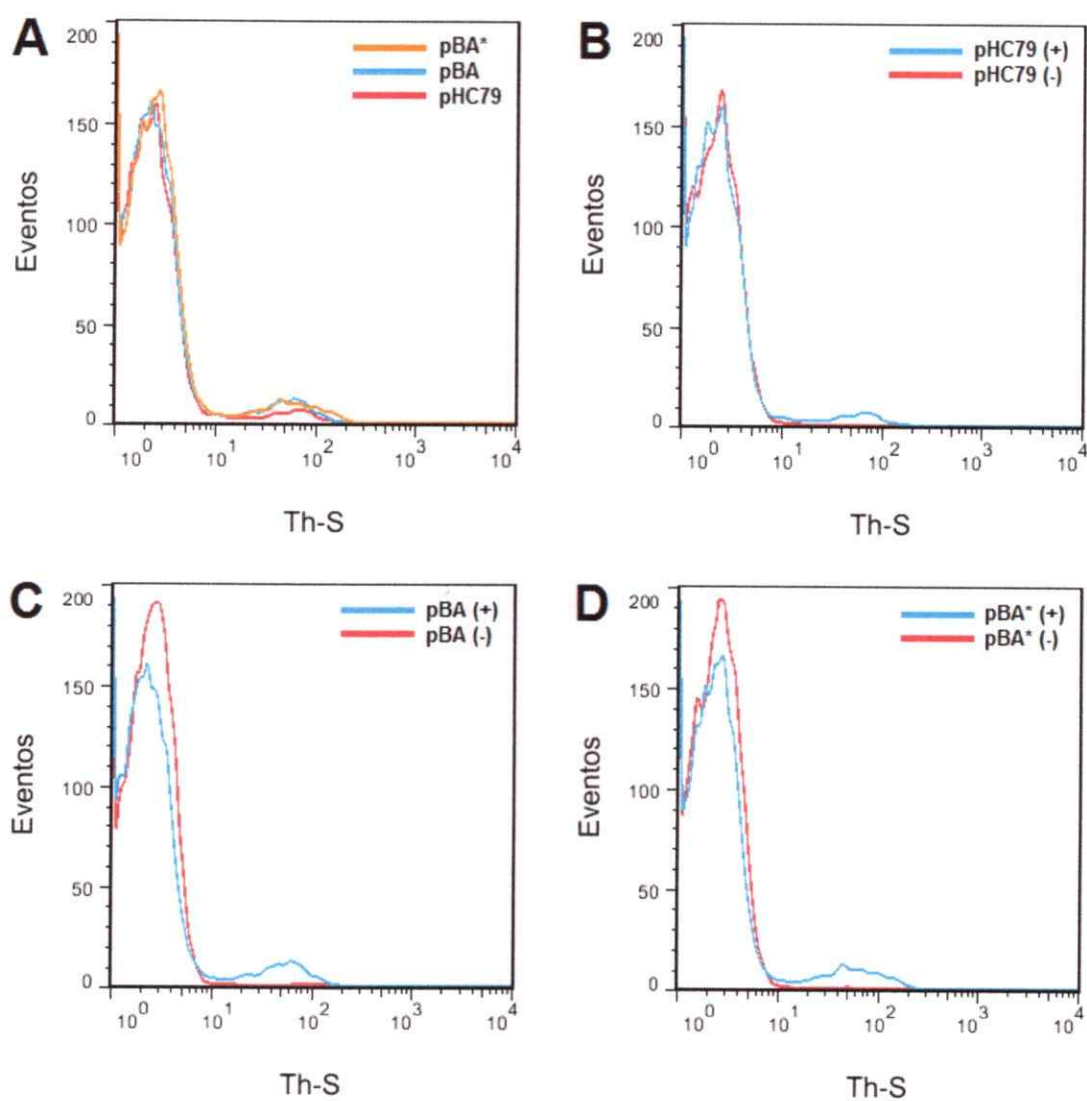 A
pBA*
pBA
pHC79
200
150
100
50
0
Eventos
10^0 10^1 10^2 10^3 10^4
Th-S
B
pHC79 (+)
pHC79 (-)
200
150
100
50
0
Eventos
10^0 10^1 10^2 10^3 10^4
Th-S
C
pBA (+)
pBA (-)
200
150
100
50
0
Eventos
10^0 10^1 10^2 10^3 10^4
Th-S
D
pBA* (+)
pBA* (-)
200
150
100
50
0
Eventos
10^0 10^1 10^2 10^3 10^4
Th-S